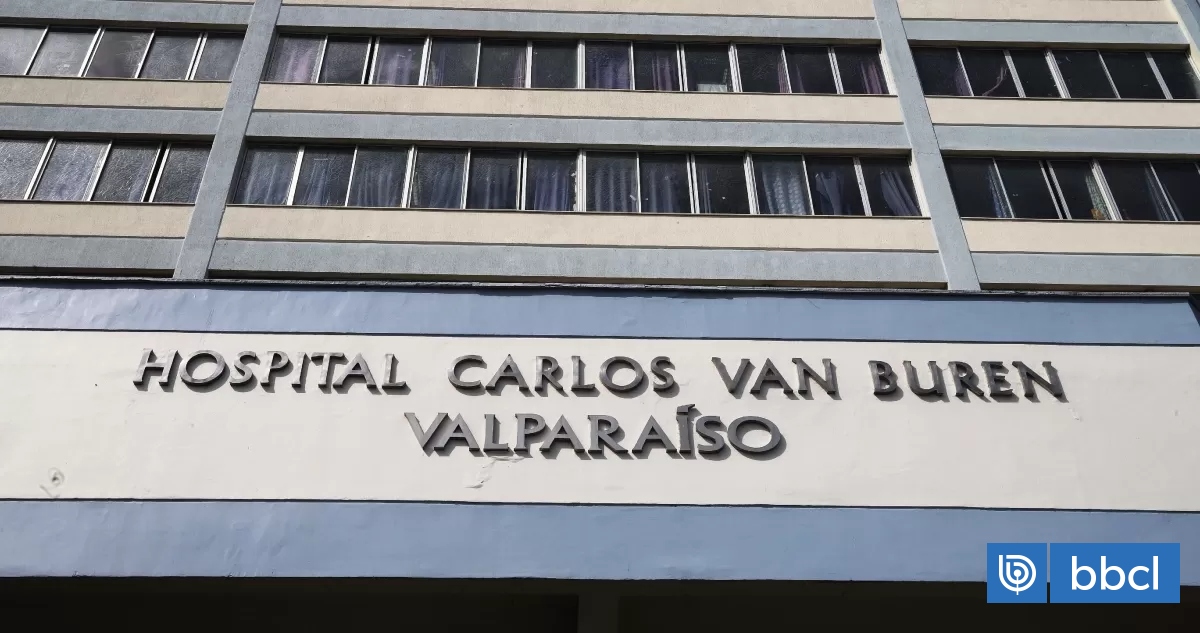 HOSPITAL CARLOS VAN BUREN
VALPARAÍSO
bbcl